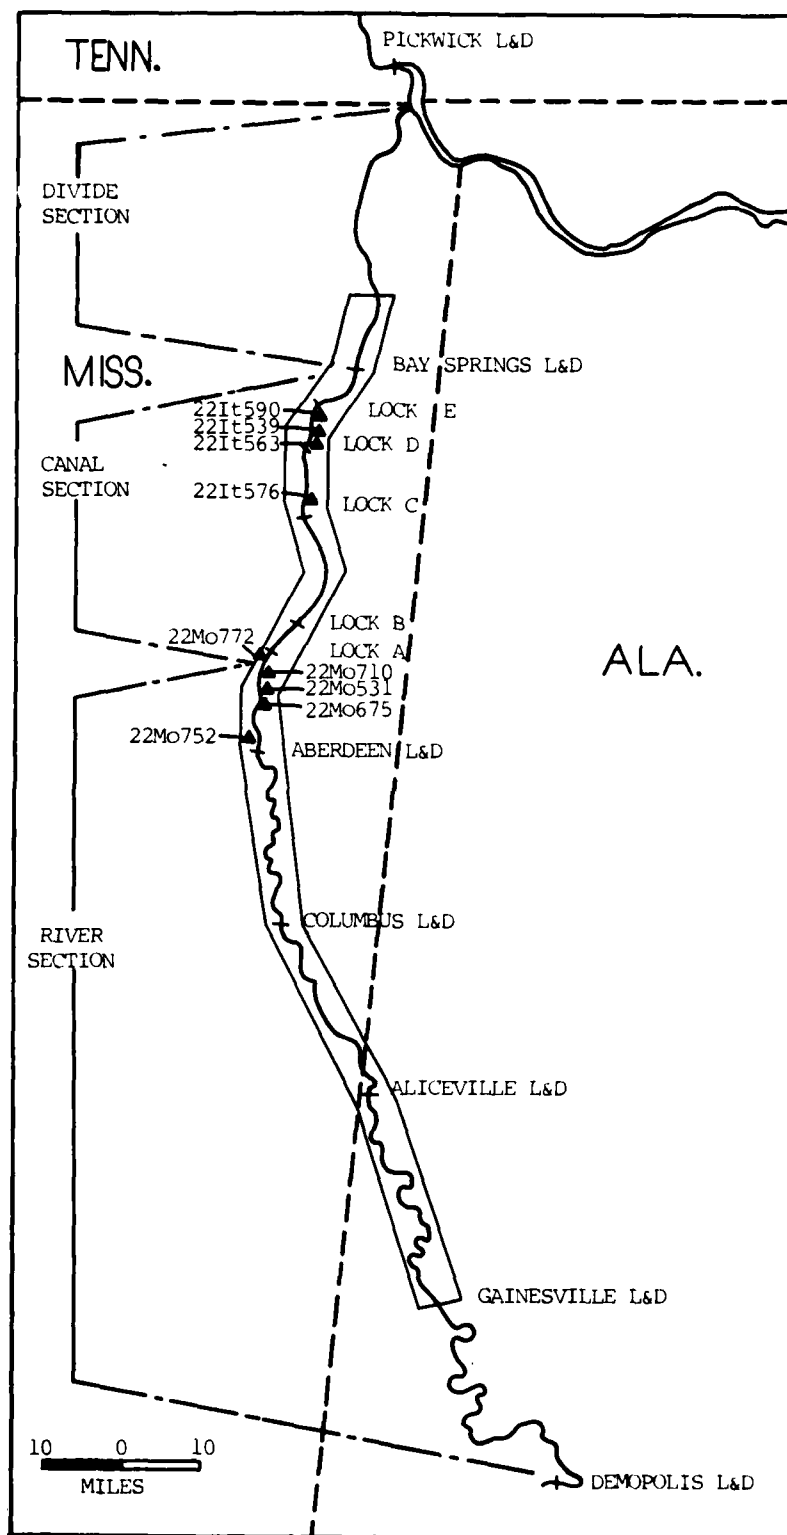 PICKWICK L&D
TENN.
DIVIDE
SECTION
MISS.
BAY SPRINGS L&D
22It590
LOCK E
22It539
22It563
LOCK D
CANAL
SECTION
22It576
LOCK C
LOCK B
22Mo772
LOCK A
ALA.
22Mo710
22Mo531
22Mo675
22Mo752
ABERDEEN L&D
COLUMBUS L&D
RIVER
SECTION
ALICEVILLE L&D
GAINESVILLE L&D
10 0 10
MILES
DEMOPOLIS L&D